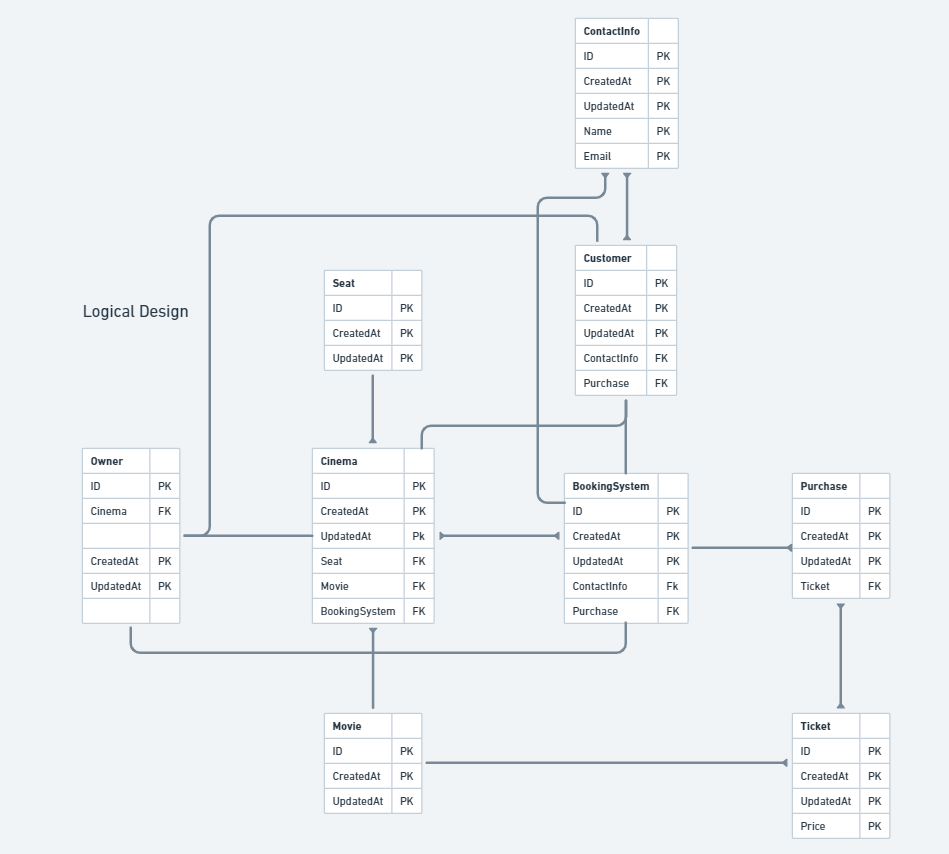 ContactInfo
ID PK
CreatedAt PK
UpdatedAt PK
Name PK
Email PK
Customer
ID PK
CreatedAt PK
UpdatedAt PK
ContactInfo FK
Purchase FK
Seat
ID PK
CreatedAt PK
UpdatedAt PK
Logical Design
Owner
ID PK
Cinema FK
CreatedAt PK
UpdatedAt PK
Cinema
ID PK
CreatedAt PK
UpdatedAt Pk
Seat FK
Movie FK
BookingSystem FK
BookingSystem
ID PK
CreatedAt PK
UpdatedAt PK
ContactInfo Fk
Purchase FK
Purchase
ID PK
CreatedAt PK
UpdatedAt PK
Ticket FK
Movie
ID PK
CreatedAt PK
UpdatedAt PK
Ticket
ID PK
CreatedAt PK
UpdatedAt PK
Price PK